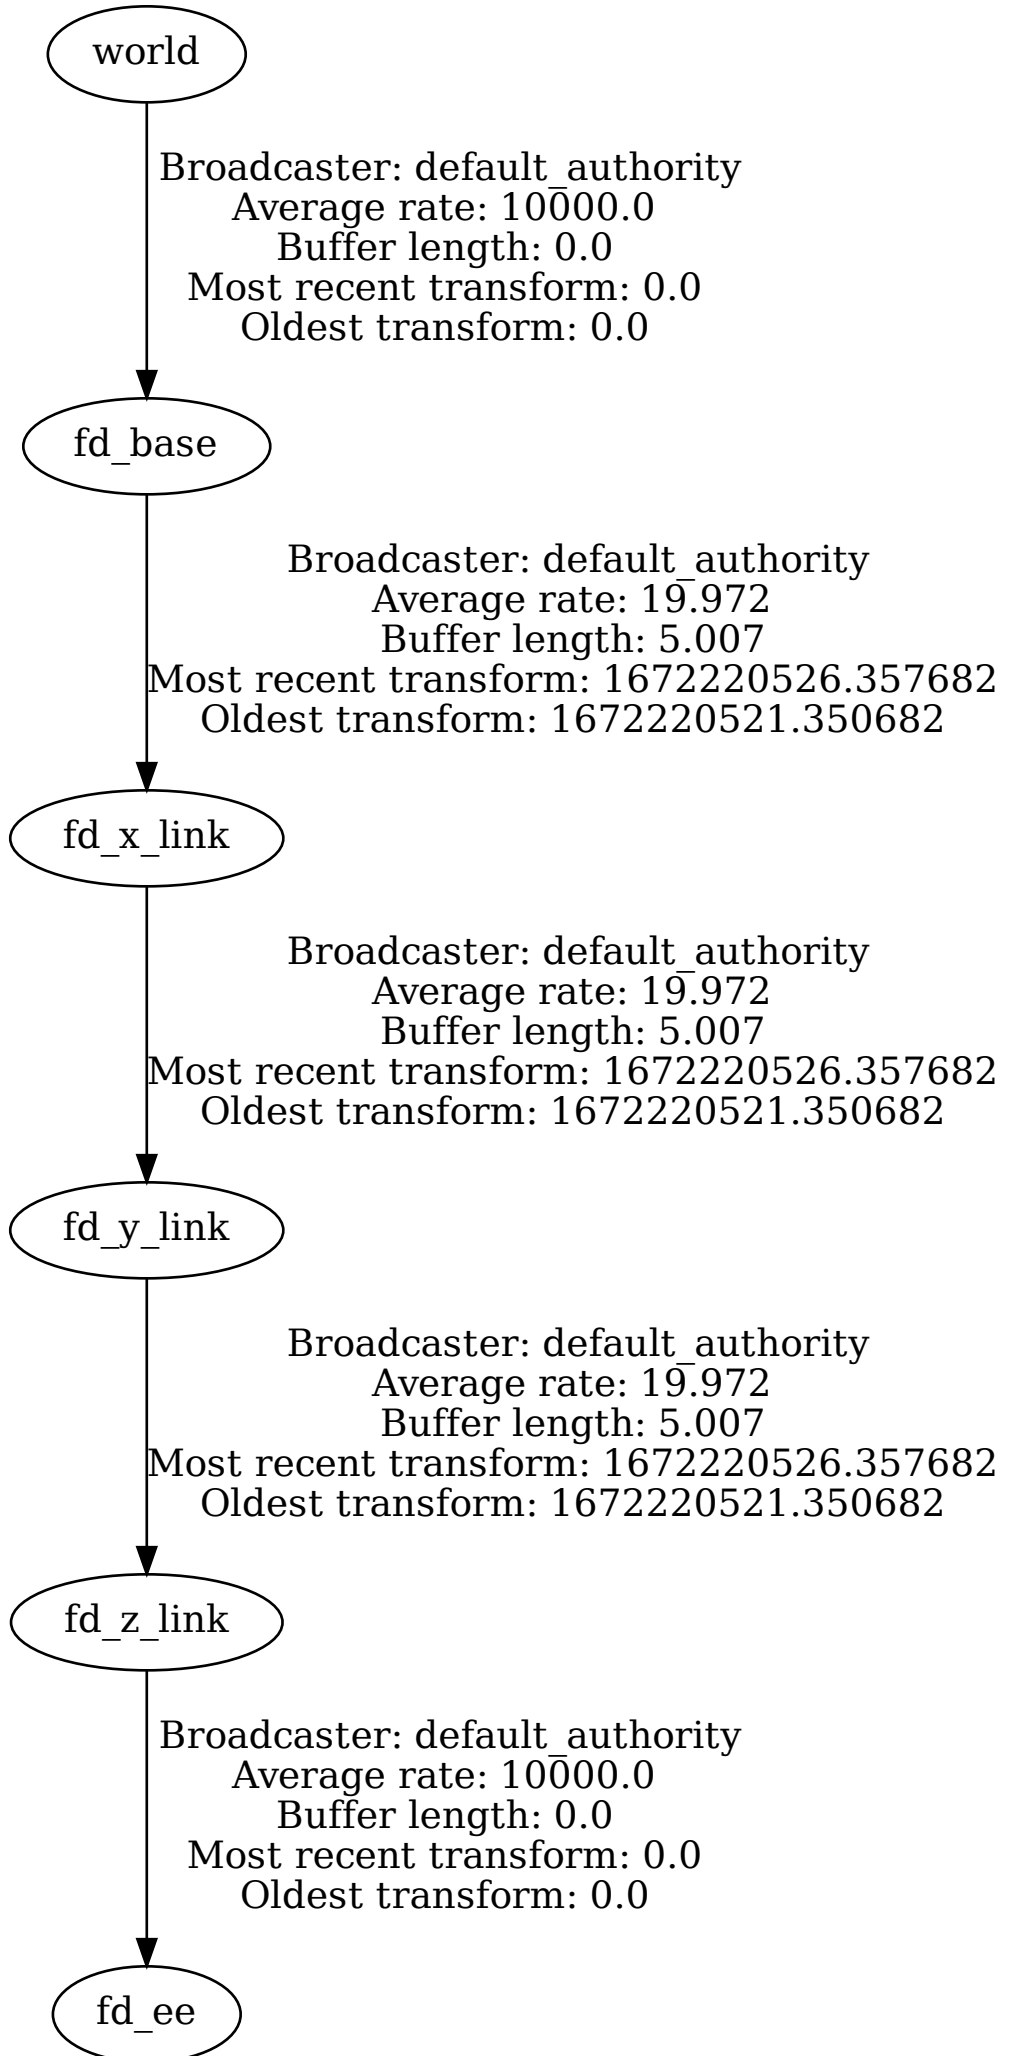 world
Broadcaster: default_authority
Average rate: 10000.0
Buffer length: 0.0
Most recent transform: 0.0
Oldest transform: 0.0
fd_base
Broadcaster: default_authority
Average rate: 19.972
Buffer length: 5.007
Most recent transform: 1672220526.357682
Oldest transform: 1672220521.350682
fd_x_link
Broadcaster: default_authority
Average rate: 19.972
Buffer length: 5.007
Most recent transform: 1672220526.357682
Oldest transform: 1672220521.350682
fd_y_link
Broadcaster: default_authority
Average rate: 19.972
Buffer length: 5.007
Most recent transform: 1672220526.357682
Oldest transform: 1672220521.350682
fd_z_link
Broadcaster: default_authority
Average rate: 10000.0
Buffer length: 0.0
Most recent transform: 0.0
Oldest transform: 0.0
fd_ee